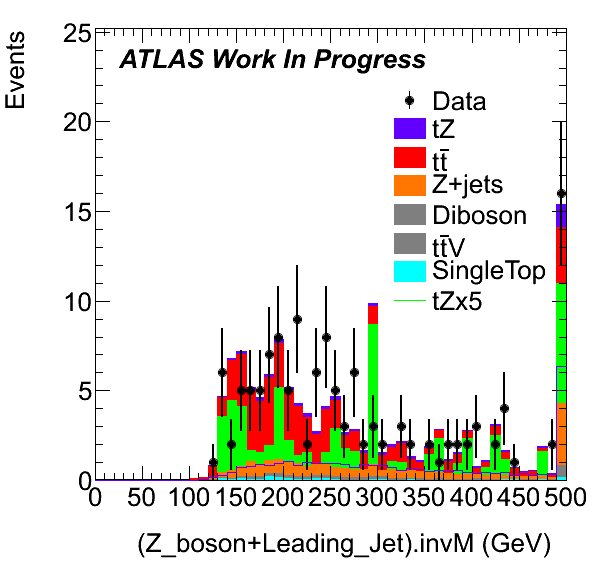 Events
25
ATLAS Work In Progress
Data
tZ
20
tt̄
Z+jets
15
Diboson
tt̄V
SingleTop
10
tZx5
5
0
0 50 100 150 200 250 300 350 400 450 500
(Z_boson+Leading_Jet).invM (GeV)